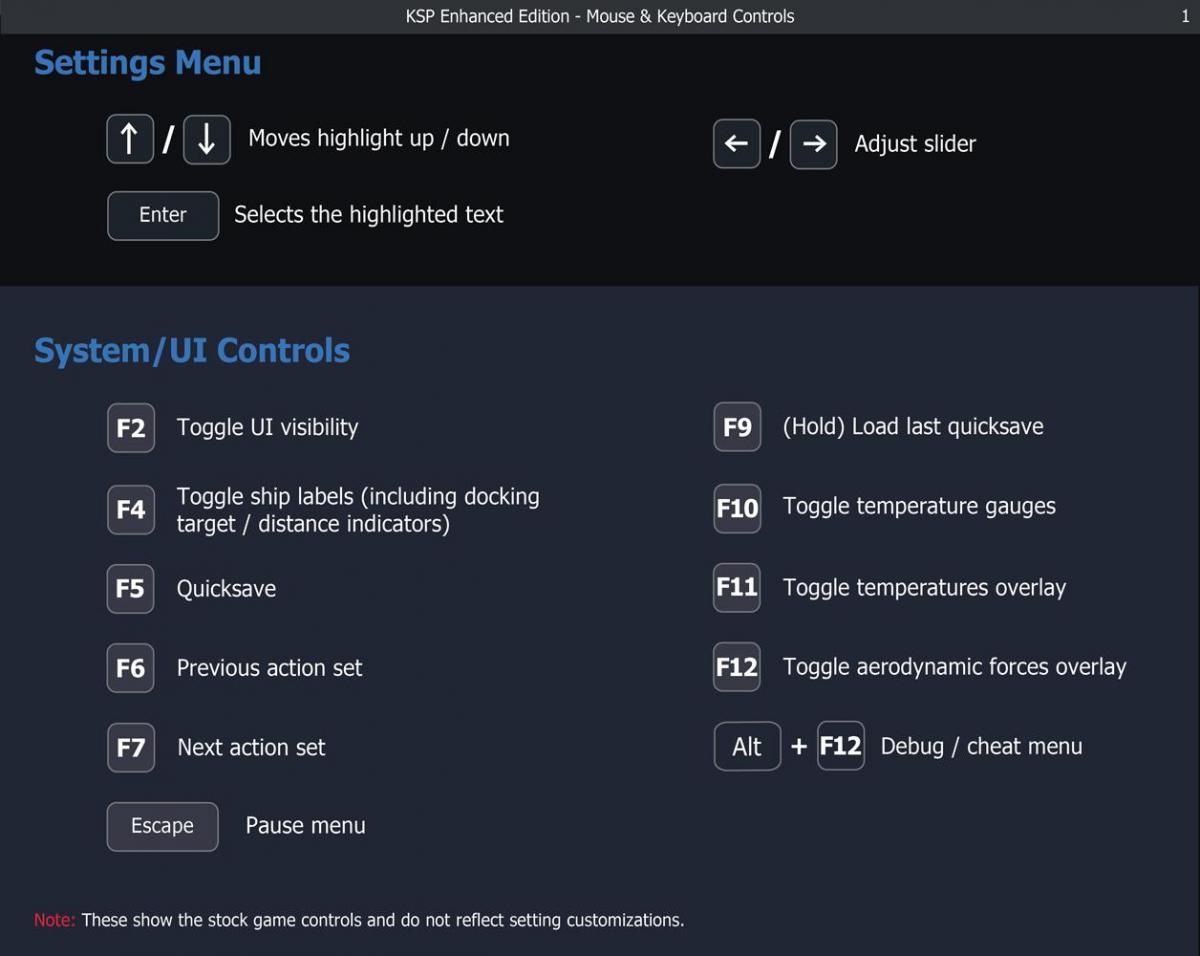 KSP Enhanced Edition - Mouse & Keyboard Controls 1
Settings Menu
↑ / ↓ Moves highlight up / down
← / → Adjust slider
Enter Selects the highlighted text
System/UI Controls
F2 Toggle UI visibility
F4 Toggle ship labels (including docking
target / distance indicators)
F5 Quicksave
F6 Previous action set
F7 Next action set
Escape Pause menu
F9 (Hold) Load last quicksave
F10 Toggle temperature gauges
F11 Toggle temperatures overlay
F12 Toggle aerodynamic forces overlay
Alt + F12 Debug / cheat menu
Note: These show the stock game controls and do not reflect setting customizations.